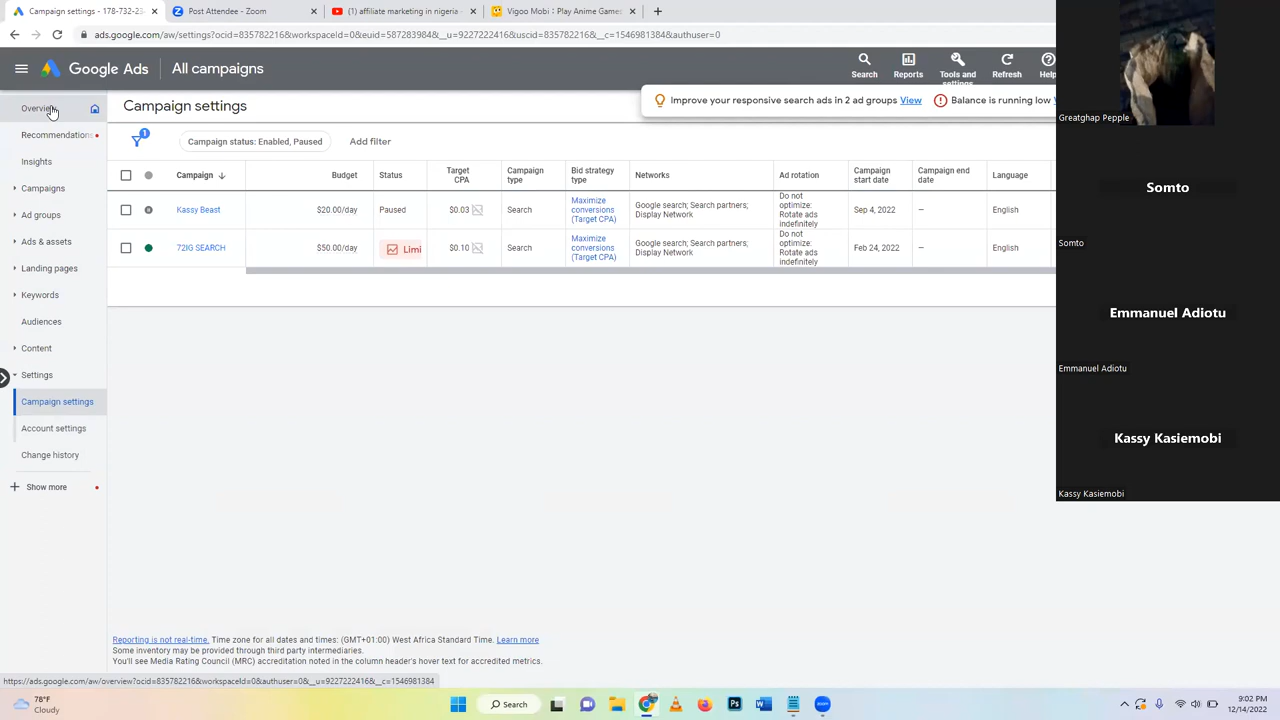 Campaign settings - 178-732-23
Post Attendee - Zoom
affiliate marketing in nigeria -
Vigoo Mobi : Play Anime Games
ads.google.com/aw/settings?ocid=835782216&workspaceId=0&euid=587283984&__u=9227222416&uscid=835782216&__c=1546981384&authuser=0
Google Ads
All campaigns
Search
Reports
Tools and
settings
Refresh
Help
Overview
Campaign settings
Improve your responsive search ads in 2 ad groups View
Balance is running low
Recommendations
Insights
Campaigns
Ad groups
Ads & assets
Landing pages
Keywords
Audiences
Content
Settings
Campaign settings
Account settings
Change history
Show more
1
Campaign status: Enabled, Paused
Add filter
Campaign
Budget
Status
Target
CPA
Campaign
type
Bid strategy
type
Networks
Ad rotation
Campaign
start date
Campaign end
date
Language
Kassy Beast
$20.00/day
Paused
$0.03
Search
Maximize
conversions
(Target CPA)
Google search; Search partners;
Display Network
Do not
optimize:
Rotate ads
indefinitely
Sep 4, 2022
—
English
72IG SEARCH
$50.00/day
Limi
$0.10
Search
Maximize
conversions
(Target CPA)
Google search; Search partners;
Display Network
Do not
optimize:
Rotate ads
indefinitely
Feb 24, 2022
—
English
Reporting is not real-time. Time zone for all dates and times: (GMT+01:00) West Africa Standard Time. Learn more
Some inventory may be provided through third party intermediaries.
You'll see Media Rating Council (MRC) accreditation noted in the column header's hover text for accredited metrics.
https://ads.google.com/aw/overview?ocid=835782216&workspaceId=0&authuser=0&__u=9227222416&__c=1546981384
Greatghap Pepple
Somto
Somto
Emmanuel Adiotu
Emmanuel Adiotu
Kassy Kasiemobi
Kassy Kasiemobi
78°F
Cloudy
Search
9:02 PM
12/14/2022